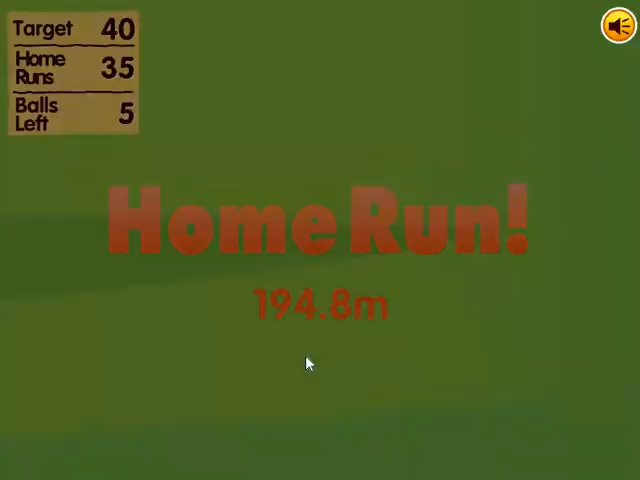 Target 40
Home Runs 35
Balls Left 5
Home Run!
194.8m